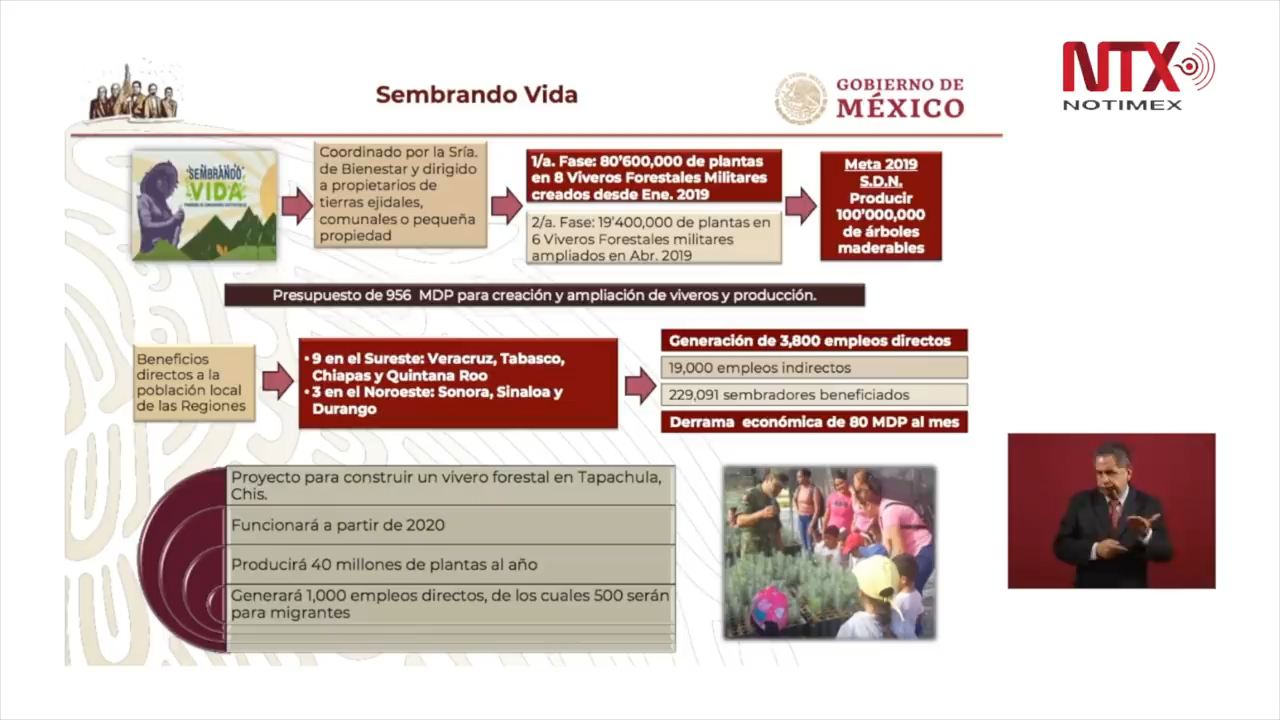 NTX
NOTIMEX
Sembrando Vida
GOBIERNO DE
MÉXICO
SEMBRANDO
VIDA
Coordinado por la Sría.
de Bienestar y dirigido
a propietarios de
tierras ejidales,
comunales o pequeña
propiedad
1/a. Fase: 80'600,000 de plantas
en 8 Viveros Forestales Militares
creados desde Ene. 2019
2/a. Fase: 19'400,000 de plantas en
6 Viveros Forestales militares
ampliados en Abr. 2019
Meta 2019
S.D.N.
Producir
100'000,000
de árboles
maderables
Presupuesto de 956 MDP para creación y ampliación de viveros y producción.
Beneficios
directos a la
población local
de las Regiones
• 9 en el Sureste: Veracruz, Tabasco,
Chiapas y Quintana Roo
• 3 en el Noroeste: Sonora, Sinaloa y
Durango
Generación de 3,800 empleos directos
19,000 empleos indirectos
229,091 sembradores beneficiados
Derrama económica de 80 MDP al mes
Proyecto para construir un vivero forestal en Tapachula,
Chis.
Funcionará a partir de 2020
Producirá 40 millones de plantas al año
Generará 1,000 empleos directos, de los cuales 500 serán
para migrantes